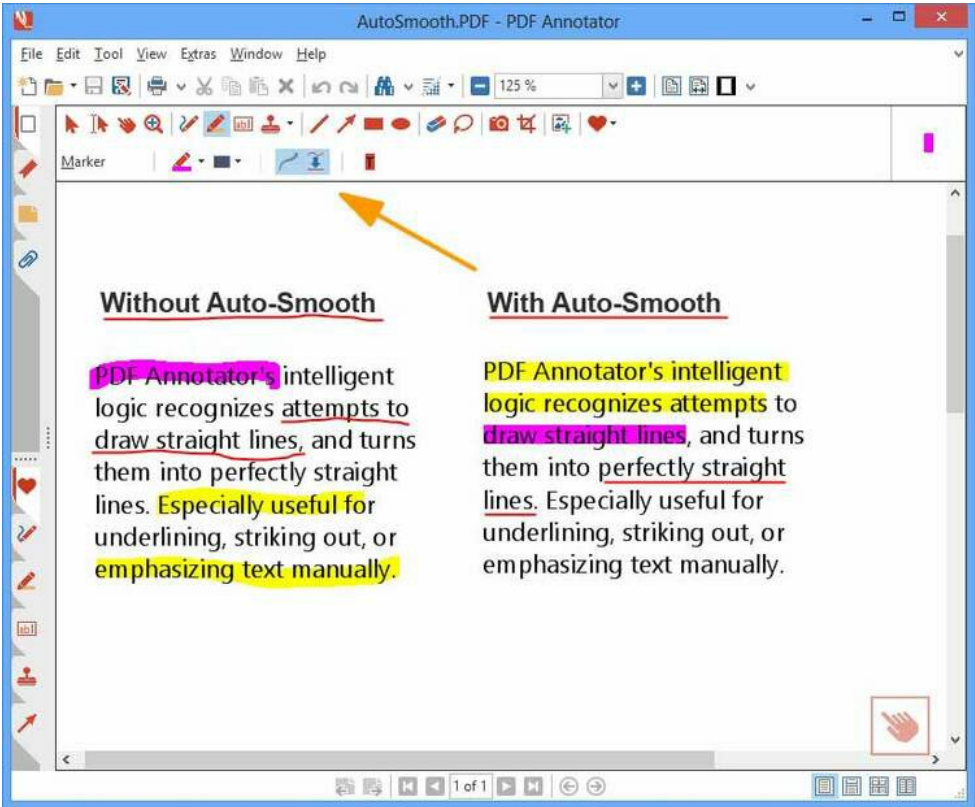 AutoSmooth.PDF - PDF Annotator
File Edit Tool View Extras Window Help
125 %
ab1
Marker
T
Without Auto-Smooth
PDF Annotator's intelligent
logic recognizes attempts to
draw straight lines, and turns
them into perfectly straight
lines. Especially useful for
underlining, striking out, or
emphasizing text manually.
With Auto-Smooth
PDF Annotator's intelligent
logic recognizes attempts to
draw straight lines, and turns
them into perfectly straight
lines. Especially useful for
underlining, striking out, or
emphasizing text manually.
ab1
1 of 1